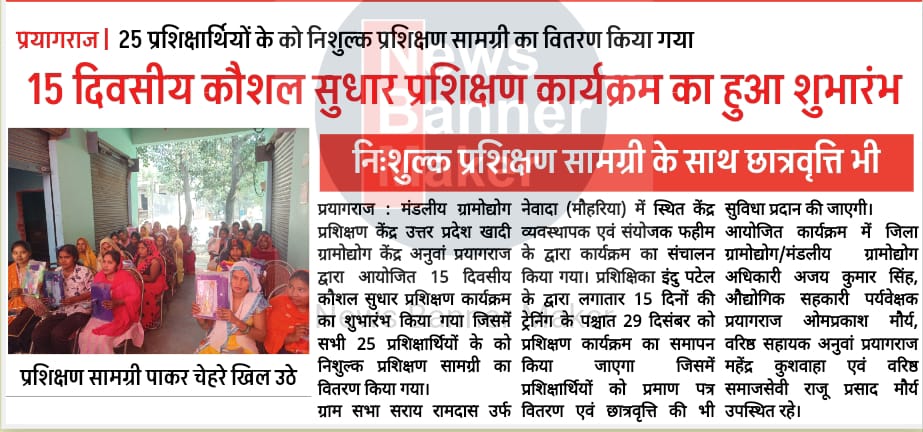 प्रयागराज | 25 प्रशिक्षार्थियों के को निशुल्क प्रशिक्षण सामग्री का वितरण किया गया
15 दिवसीय कौशल सुधार प्रशिक्षण कार्यक्रम का हुआ शुभारंभ
निःशुल्क प्रशिक्षण सामग्री के साथ छात्रवृत्ति भी
प्रशिक्षण सामग्री पाकर चेहरे खिल उठे
प्रयागराज : मंडलीय ग्रामोद्योग
प्रशिक्षण केंद्र उत्तर प्रदेश खादी
ग्रामोद्योग केंद्र अनुवां प्रयागराज
द्वारा आयोजित 15 दिवसीय
कौशल सुधार प्रशिक्षण कार्यक्रम
का शुभारंभ किया गया जिसमें
सभी 25 प्रशिक्षार्थियों के को
निशुल्क प्रशिक्षण सामग्री का
वितरण किया गया।
ग्राम सभा सराय रामदास उर्फ
नेवादा (मौहरिया) में स्थित केंद्र
व्यवस्थापक एवं संयोजक फहीम
के द्वारा कार्यक्रम का संचालन
किया गया। प्रशिक्षिका इंदु पटेल
के द्वारा लगातार 15 दिनों की
ट्रेनिंग के पश्चात 29 दिसंबर को
प्रशिक्षण कार्यक्रम का समापन
किया जाएगा जिसमें
प्रशिक्षार्थियों को प्रमाण पत्र
वितरण एवं छात्रवृत्ति की भी
सुविधा प्रदान की जाएगी।
आयोजित कार्यक्रम में जिला
ग्रामोद्योग/मंडलीय ग्रामोद्योग
अधिकारी अजय कुमार सिंह,
औद्योगिक सहकारी पर्यवेक्षक
प्रयागराज ओमप्रकाश मौर्य,
वरिष्ठ सहायक अनुवां प्रयागराज
महेंद्र कुशवाहा एवं वरिष्ठ
समाजसेवी राजू प्रसाद मौर्य
उपस्थित रहे।
News
Banner
Maker
News Banner Maker